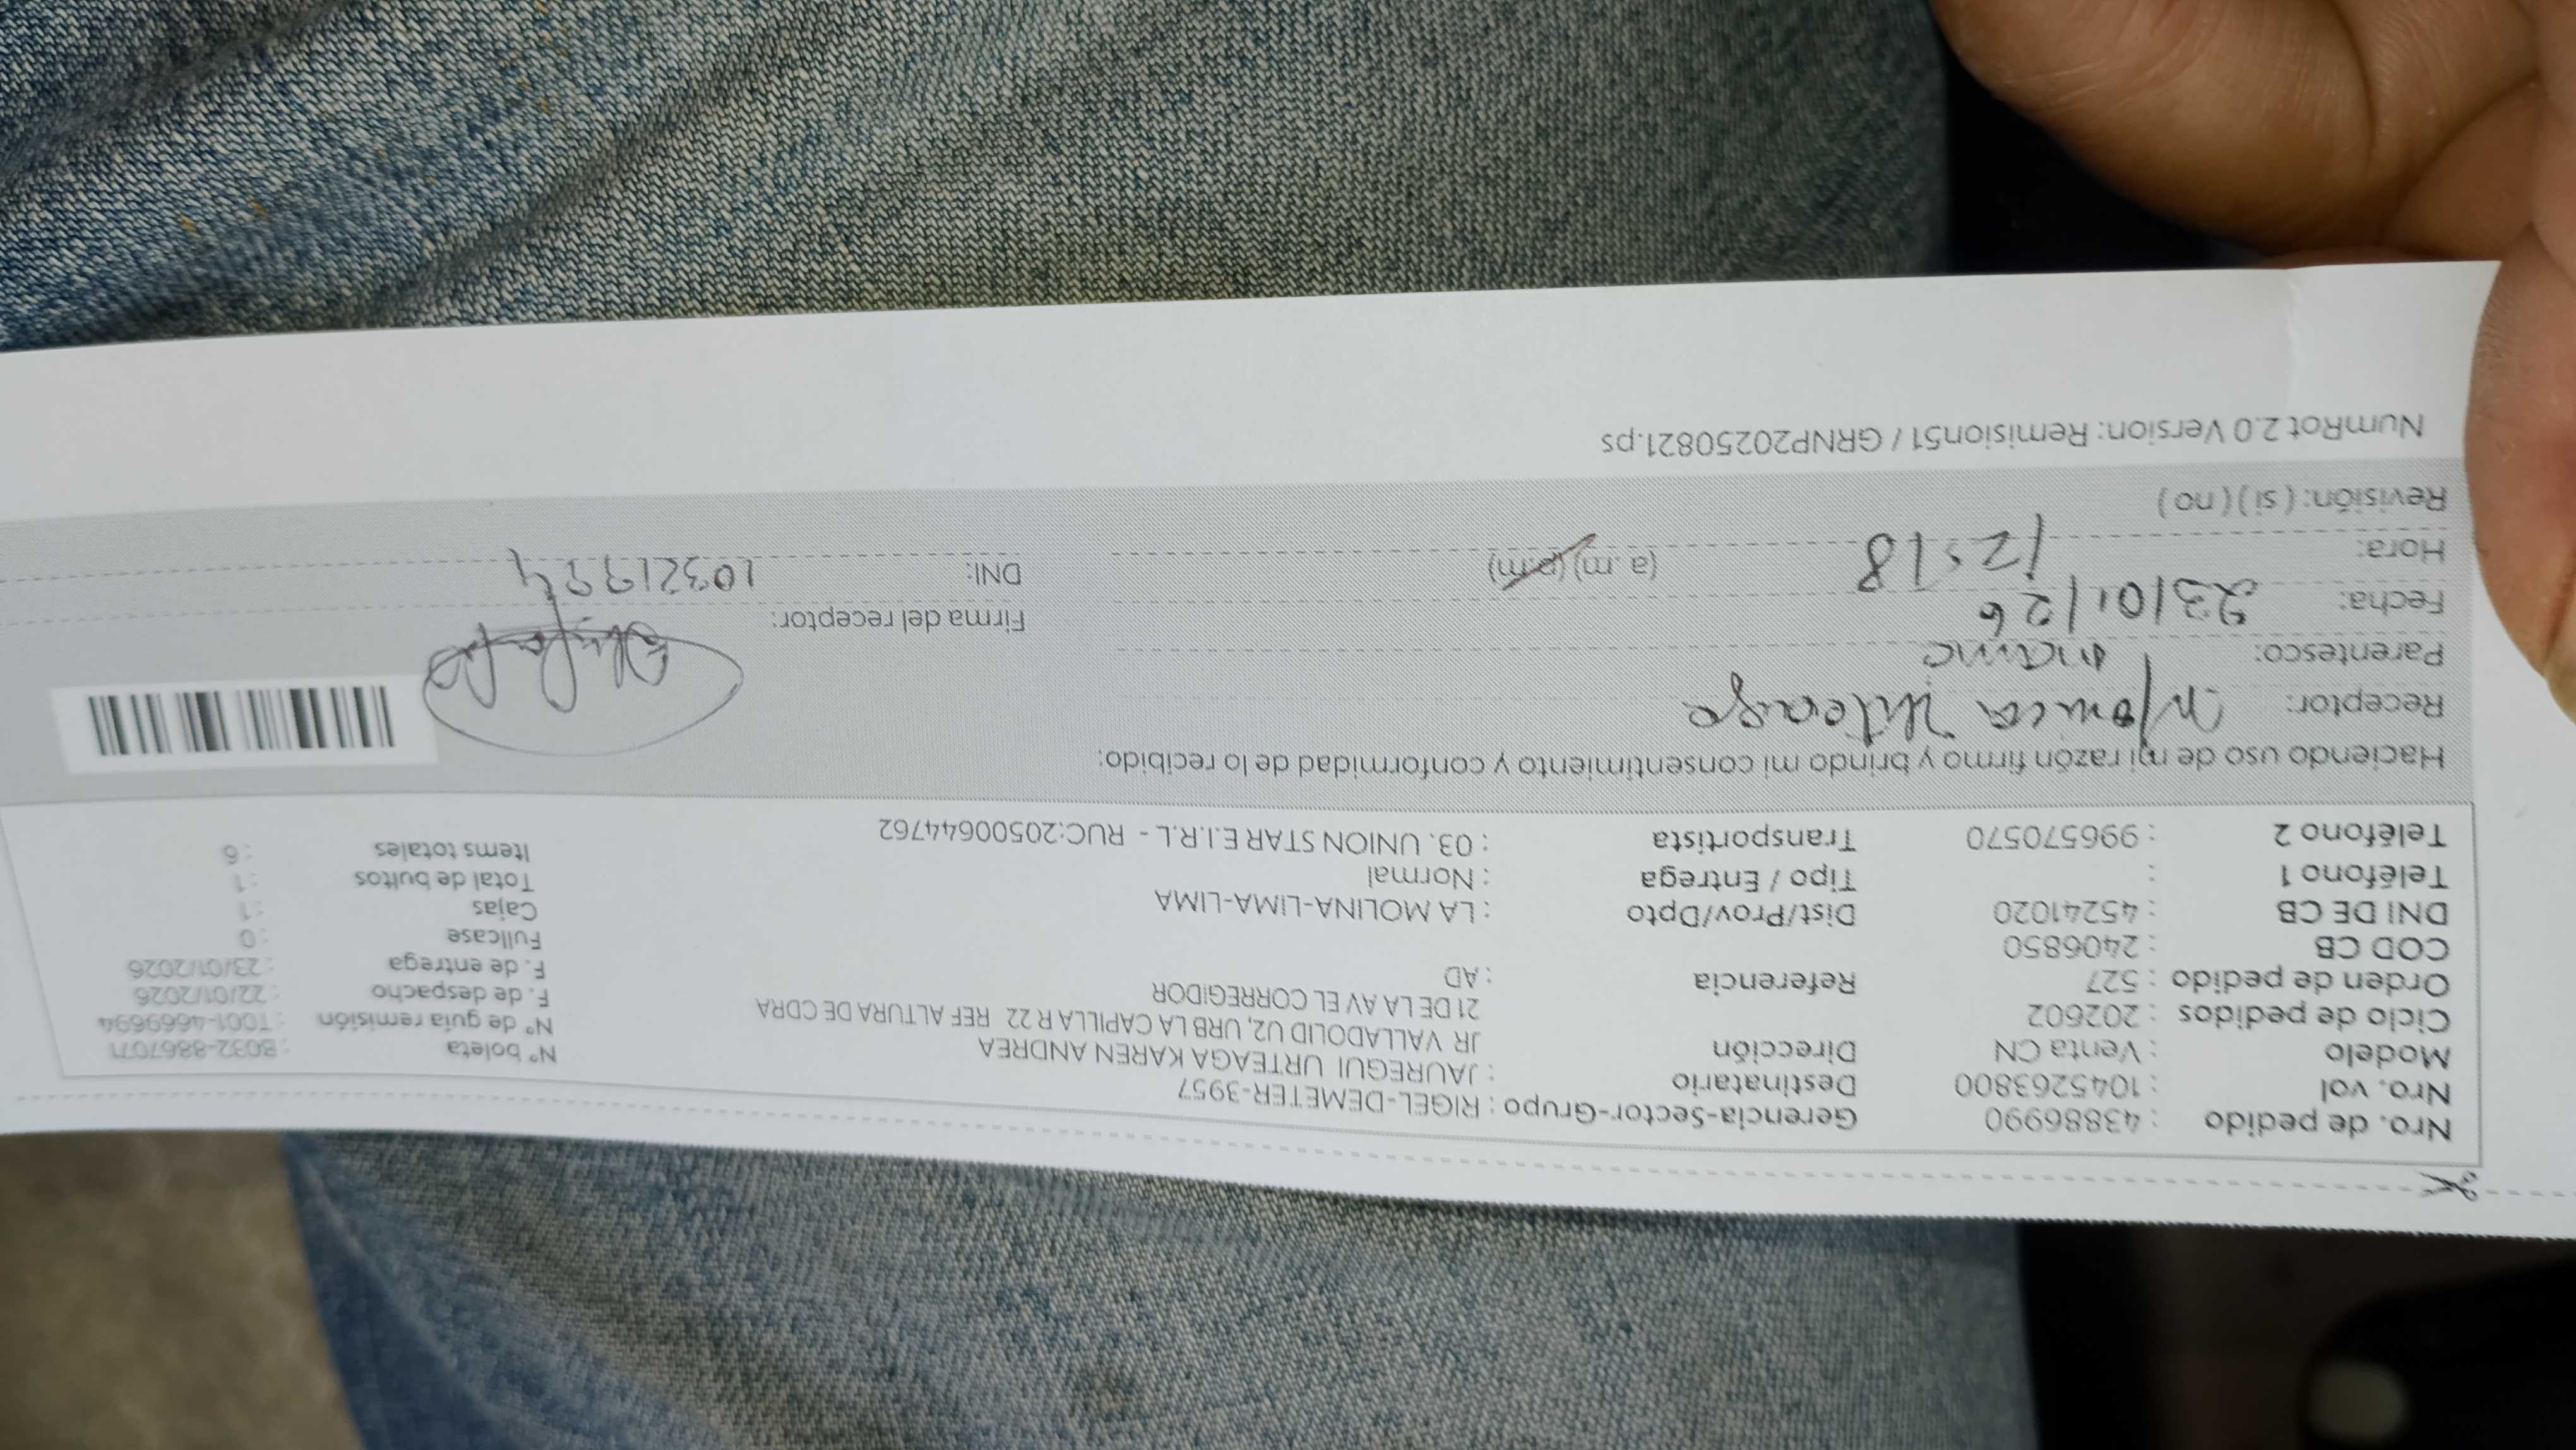 Nro. de pedido : 43886990 Gerencia-Sector-Grupo : RIGEL-DEMETER-3957
Nro. vol : 1045263800 Destinatario : JAUREGUI URTEAGA KAREN ANDREA Nº boleta : B032-8867071
Modelo : Venta CN Dirección JR VALLADOLID U2, URB LA CAPILLA R 22 REF ALTURA DE CDRA Nº de guia remisión : T001-4669694
Ciclo de pedidos : 202602 21 DE LA AV EL CORREGIDOR F. de despacho : 22/01/2026
Orden de pedido : 527 Referencia : AD F. de entrega : 23/01/2026
COD CB : 2406850 Fullcase : 0
DNI DE CB : 45241020 Dist/Prov/Dpto : LA MOLINA-LIMA-LIMA Cajas : 1
Teléfono 1 : Tipo / Entrega : Normal Total de bultos : 1
Teléfono 2 : 996570570 Transportista : 03. UNION STAR E.I.R.L - RUC:20500644762 Items totales : 6
Haciendo uso de mi razón firmo y brindo mi consentimiento y conformidad de lo recibido:
Receptor: Monica Urteaga
Parentesco:
Fecha: 23/01/26 Firma del receptor:
Hora: 12:18 (a.m) (p.m) DNI:
Revisión: ( si ) ( no )
NumRot 2.0 Version: Remision51 / GRNP20250821.ps